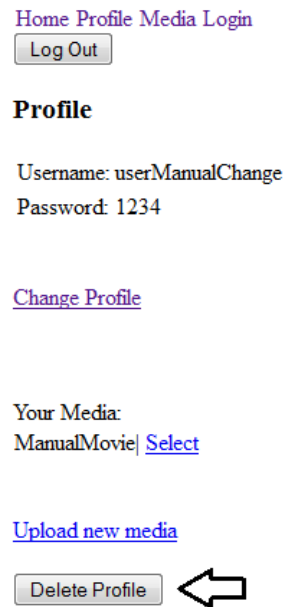 Home Profile Media Login
Log Out
Profile
Username: userManualChange
Password: 1234
Change Profile
Your Media:
ManualMovie| Select
Upload new media
Delete Profile